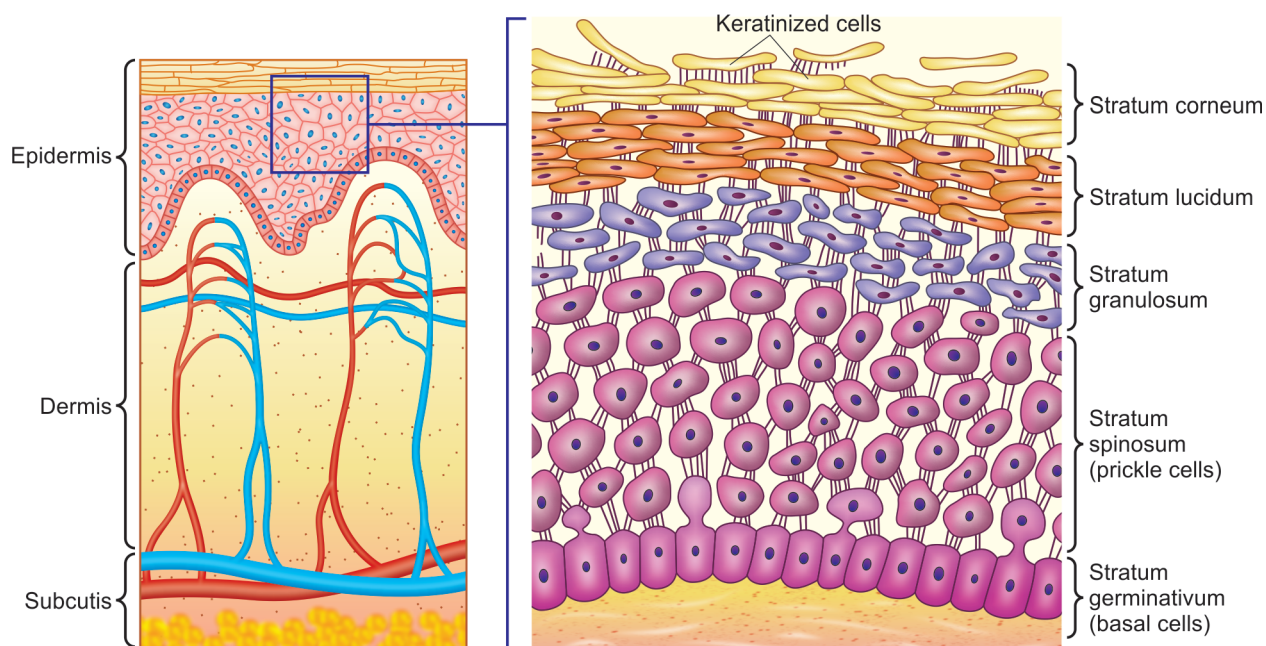 Keratinized cells
Epidermis
Dermis
Subcutis
Stratum corneum
Stratum lucidum
Stratum
granulosum
Stratum
spinosum
(prickle cells)
Stratum
germinativum
(basal cells)